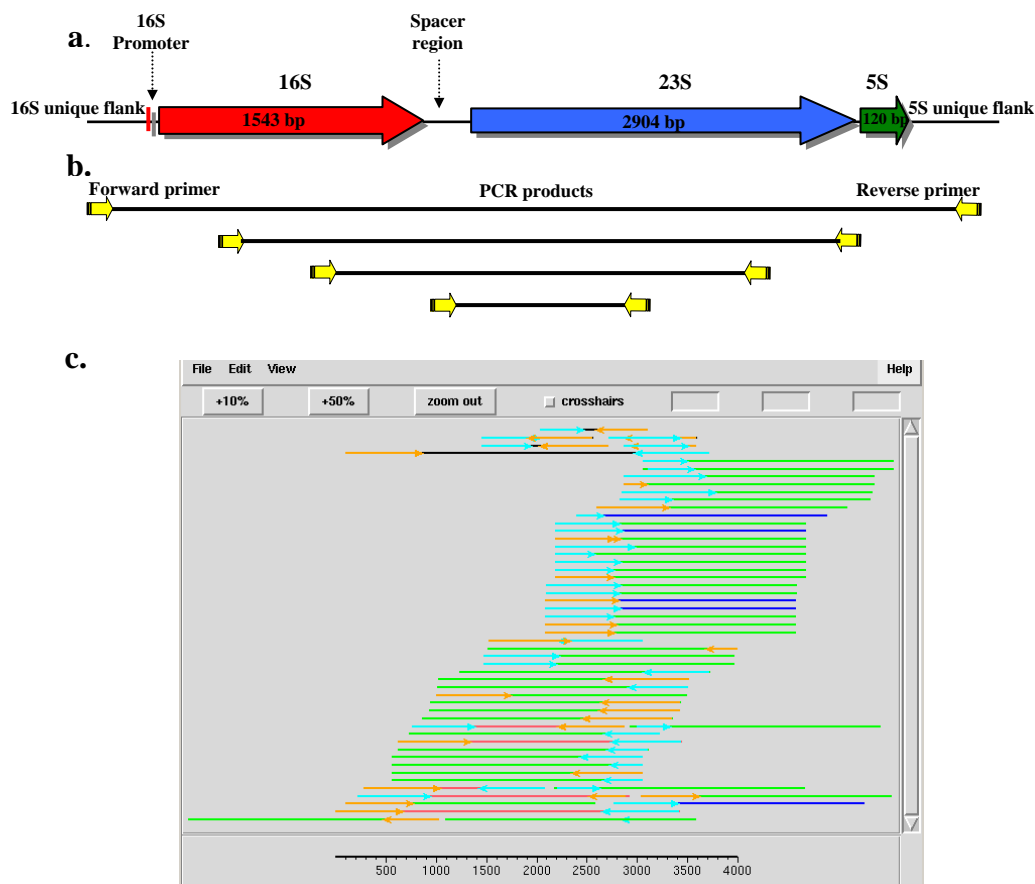 a.
16S
Promoter
Spacer
region
16S
23S
5S
16S unique flank
1543 bp
2904 bp
120 bp
5S unique flank
b.
Forward primer
PCR products
Reverse primer
c.
File Edit View Help
+10% +50% zoom out crosshairs
500 1000 1500 2000 2500 3000 3500 4000